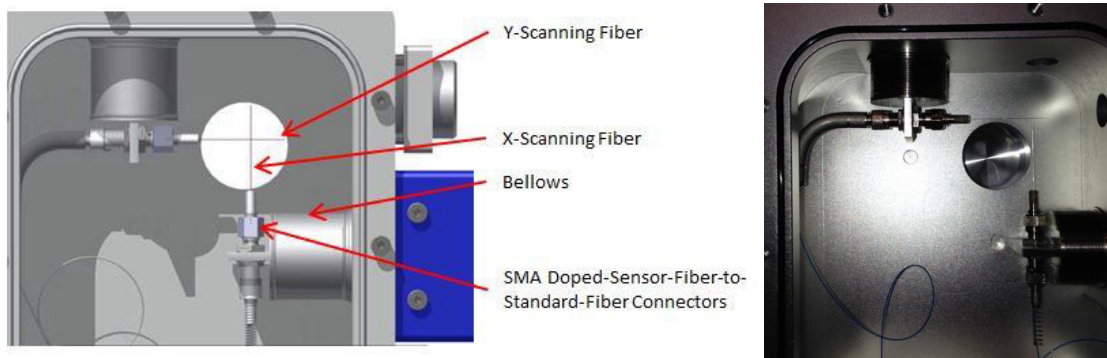 Y-Scanning Fiber
X-Scanning Fiber
Bellows
SMA Doped-Sensor-Fiber-to-
Standard-Fiber Connectors